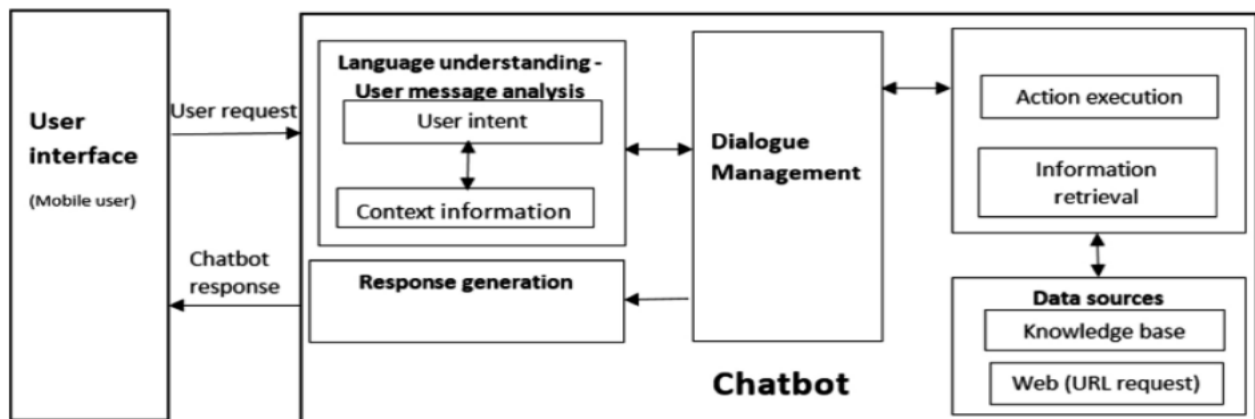 User
interface
(Mobile user)
User request
Chatbot
response
Language understanding -
User message analysis
User intent
Context information
Response generation
Dialogue
Management
Action execution
Information
retrieval
Data sources
Knowledge base
Web (URL request)
Chatbot